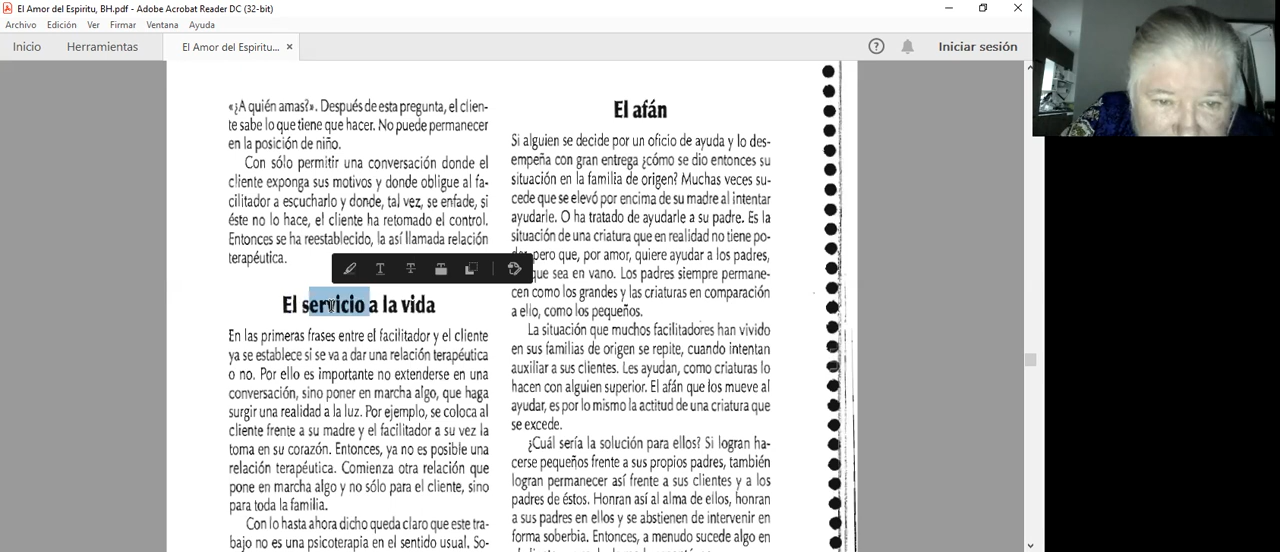 El Amor del Espiritu, BH.pdf - Adobe Acrobat Reader DC (32-bit)
Archivo Edición Ver Firmar Ventana Ayuda
Inicio Herramientas El Amor del Espiritu... × Iniciar sesión
«¿A quién amas?». Después de esta pregunta, el clien-
te sabe lo que tiene que hacer. No puede permanecer
en la posición de niño.
Con sólo permitir una conversación donde el
cliente exponga sus motivos y donde obligue al fa-
cilitador a escucharlo y donde, tal vez, se enfade, si
éste no lo hace, el cliente ha retomado el control.
Entonces se ha reestablecido, la así llamada relación
terapéutica.
El servicio a la vida
En las primeras frases entre el facilitador y el cliente
ya se establece si se va a dar una relación terapéutica
o no. Por ello es importante no extenderse en una
conversación, sino poner en marcha algo, que haga
surgir una realidad a la luz. Por ejemplo, se coloca al
cliente frente a su madre y el facilitador a su vez la
toma en su corazón. Entonces, ya no es posible una
relación terapéutica. Comienza otra relación que
pone en marcha algo y no sólo para el cliente, sino
para toda la familia.
Con lo hasta ahora dicho queda claro que este tra-
bajo no es una psicoterapia en el sentido usual. So-
El afán
Si alguien se decide por un oficio de ayuda y lo des-
empeña con gran entrega ¿cómo se dio entonces su
situación en la familia de origen? Muchas veces su-
cede que se elevó por encima de su madre al intentar
ayudarle. O ha tratado de ayudarle a su padre. Es la
situación de una criatura que en realidad no tiene po-
pero que, por amor, quiere ayudar a los padres,
que sea en vano. Los padres siempre permane-
cen como los grandes y las criaturas en comparación
a ello, como los pequeños.
La situación que muchos facilitadores han vivido
en sus familias de origen se repite, cuando intentan
auxiliar a sus clientes. Les ayudan, como criaturas lo
hacen con alguien superior. El afán que los mueve al
ayudar, es por lo mismo la actitud de una criatura que
se excede.
¿Cuál sería la solución para ellos? Si logran ha-
cerse pequeños frente a sus propios padres, también
logran permanecer así frente a sus clientes y a los
padres de éstos. Honran así al alma de ellos, honran
a sus padres en ellos y se abstienen de intervenir en
forma soberbia. Entonces, a menudo sucede algo en